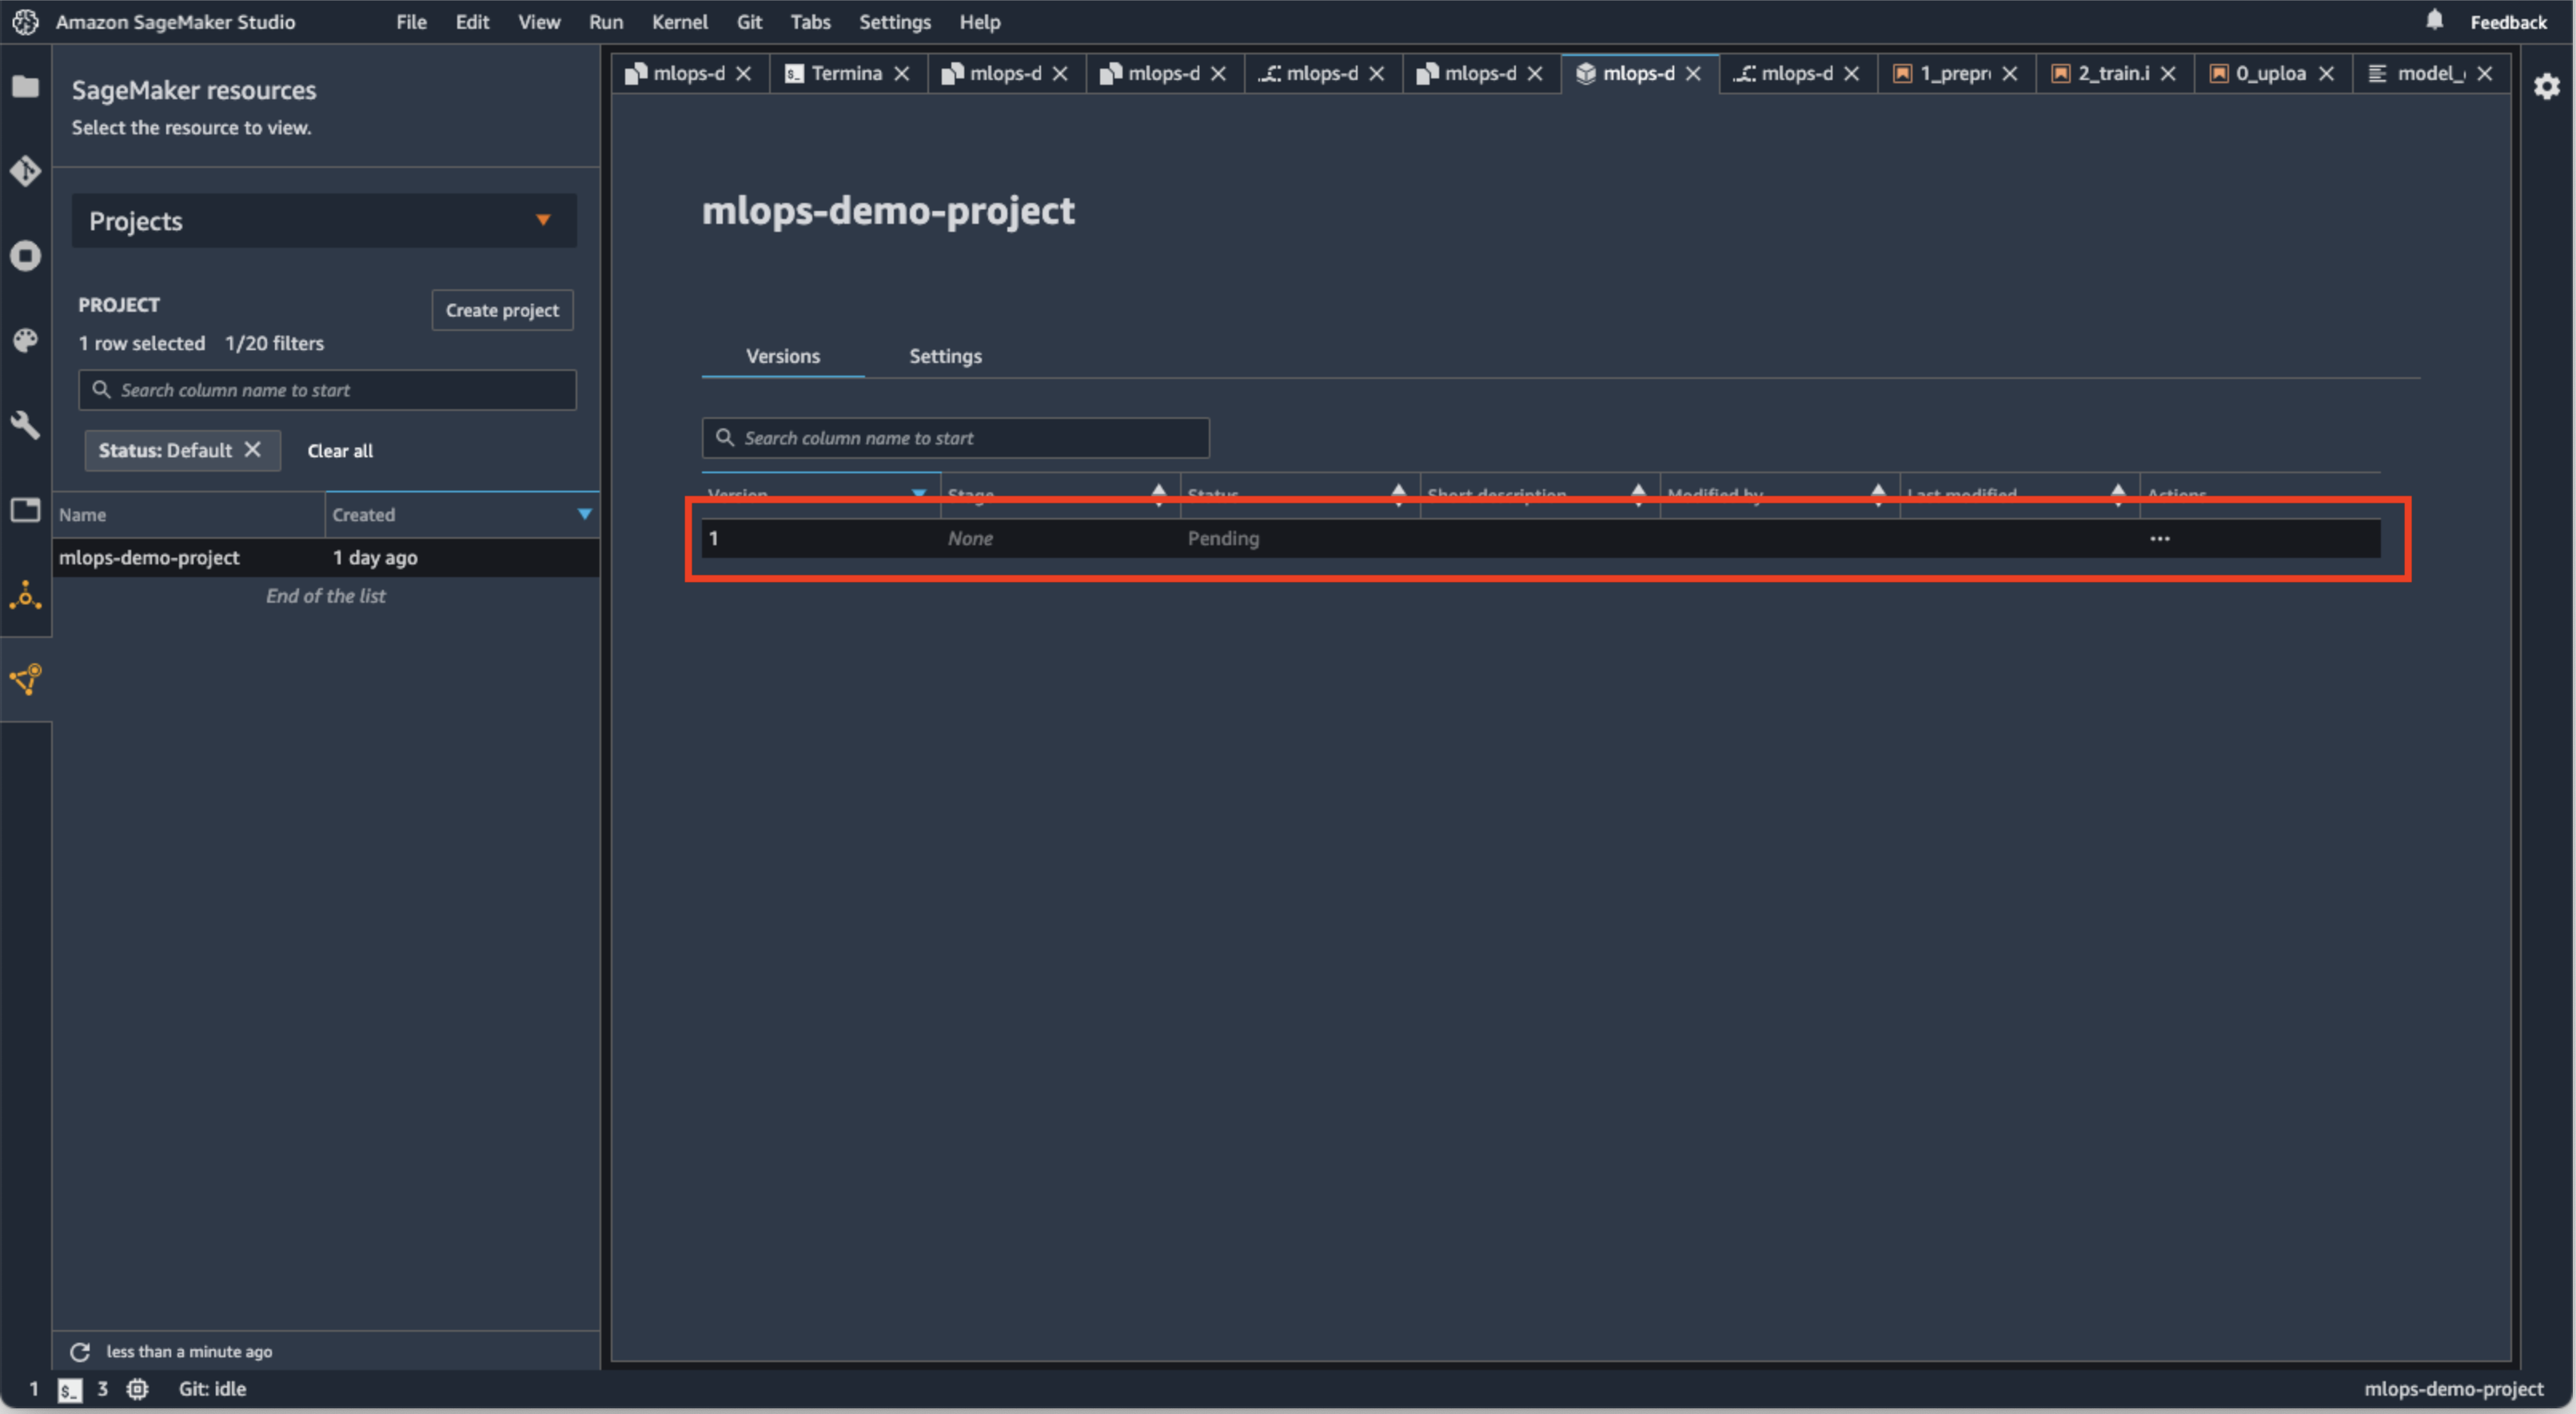 Amazon SageMaker Studio File Edit View Run Kernel Git Tabs Settings Help Feedback
mlops-d Termina mlops-d mlops-d mlops-d mlops-d mlops-d mlops-d 1_prepr 2_train.i 0_uploa model_
SageMaker resources
Select the resource to view.
Projects
PROJECT
Create project
1 row selected 1/20 filters
Search column name to start
Status: Default Clear all
Name Created
mlops-demo-project 1 day ago
End of the list
less than a minute ago
mlops-demo-project
Versions Settings
Search column name to start
Version Stage Status Short description Modified by Last modified Actions
1 None Pending ...
1 $_ 3 Git: idle mlops-demo-project